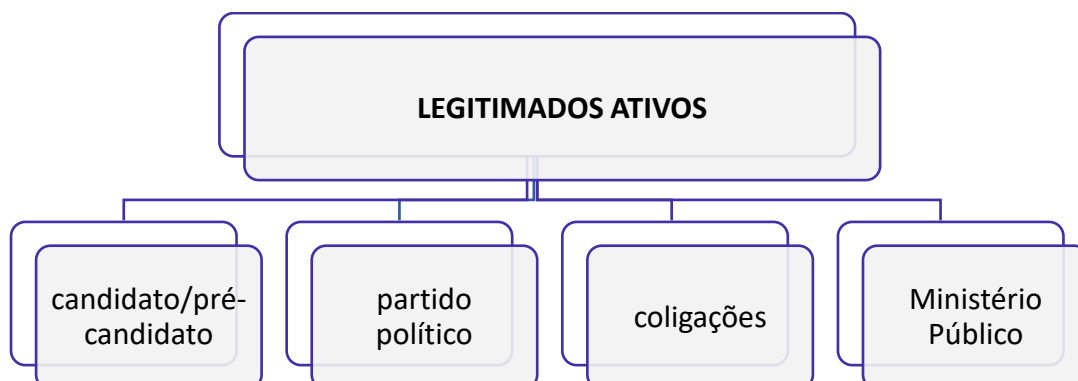 LEGITIMADOS ATIVOS
candidato/pré-
candidato
partido
político
coligações
Ministério
Público